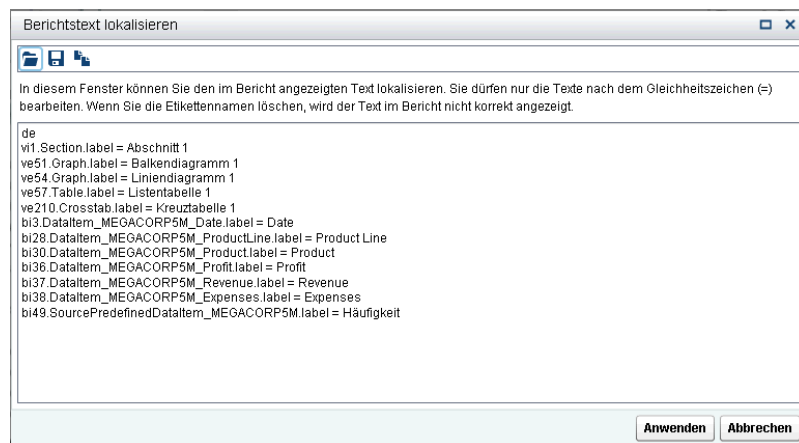 Berichtstext lokalisieren
In diesem Fenster können Sie den im Bericht angezeigten Text lokalisieren. Sie dürfen nur die Texte nach dem Gleichheitszeichen (=)
bearbeiten. Wenn Sie die Etikettennamen löschen, wird der Text im Bericht nicht korrekt angezeigt.
de
vi1.Section.label = Abschnitt 1
ve51.Graph.label = Balkendiagramm 1
ve54.Graph.label = Liniendiagramm 1
ve57.Table.label = Listentabelle 1
ve210.Crosstab.label = Kreuztabelle 1
bi3.DataItem_MEGACORP5M_Date.label = Date
bi28.DataItem_MEGACORP5M_ProductLine.label = Product Line
bi30.DataItem_MEGACORP5M_Product.label = Product
bi36.DataItem_MEGACORP5M_Profit.label = Profit
bi37.DataItem_MEGACORP5M_Revenue.label = Revenue
bi38.DataItem_MEGACORP5M_Expenses.label = Expenses
bi49.SourcePredefinedDataItem_MEGACORP5M.label = Häufigkeit
Anwenden Abbrechen